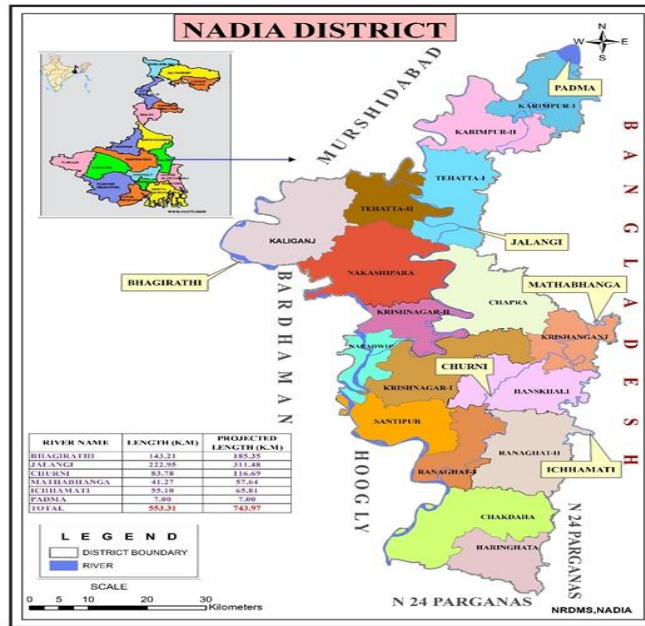 NADIA DISTRICT
N
W E
S
PADMA
KARIMPUR-I
KARIMPUR-II
MURSHIDABAD
BANGLADESH
TEHATTA-I
TEHATTA-II
KALIGANJ
JALANGI
BHAGIRATHI
NAKASHIPARA
MATHABHANGA
CHAPRA
BARDHAMAN
KRISHNAGAR-II
KRISHANGANJ
NABADWIP
CHURNI
KRISHNAGAR-I
HANSKHALI
SANTIPUR
RANAGHAT-II
RANAGHAT-I
ICHHAMATI
HOOGLY
CHAKDAHA
HARINGHATA
N 24 PARGANAS
N 24 PARGANAS
RIVER NAME LENGTH (K.M) PROJECTED LENGTH (K.M)
BHAGIRATHI 143.21 185.35
JALANGI 222.95 311.48
CHURNI 83.78 116.69
MATHABHANGA 41.27 57.64
ICHHAMATI 55.10 65.81
PADMA 7.00 7.00
TOTAL 553.31 743.97
LEGEND
DISTRICT BOUNDARY
RIVER
SCALE
0 5 10 20 30
Kilometers
NRDMS,NADIA